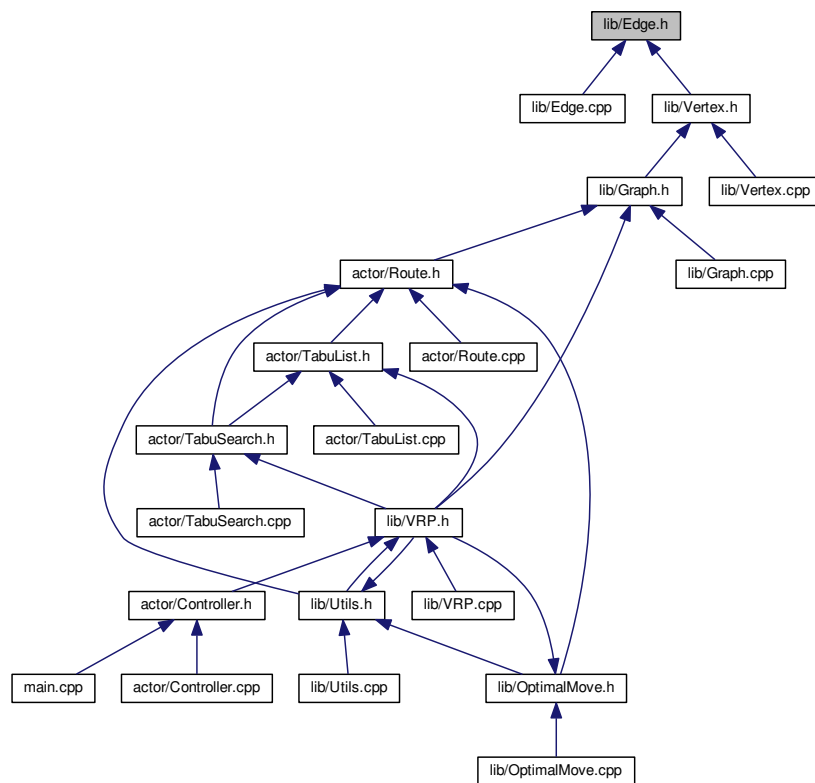 lib/Edge.h
lib/Edge.cpp
lib/Vertex.h
lib/Graph.h
lib/Vertex.cpp
actor/Route.h
lib/Graph.cpp
actor/TabuList.h
actor/Route.cpp
actor/TabuSearch.h
actor/TabuList.cpp
actor/TabuSearch.cpp
lib/VRP.h
actor/Controller.h
lib/Utils.h
lib/VRP.cpp
main.cpp
actor/Controller.cpp
lib/Utils.cpp
lib/OptimalMove.h
lib/OptimalMove.cpp